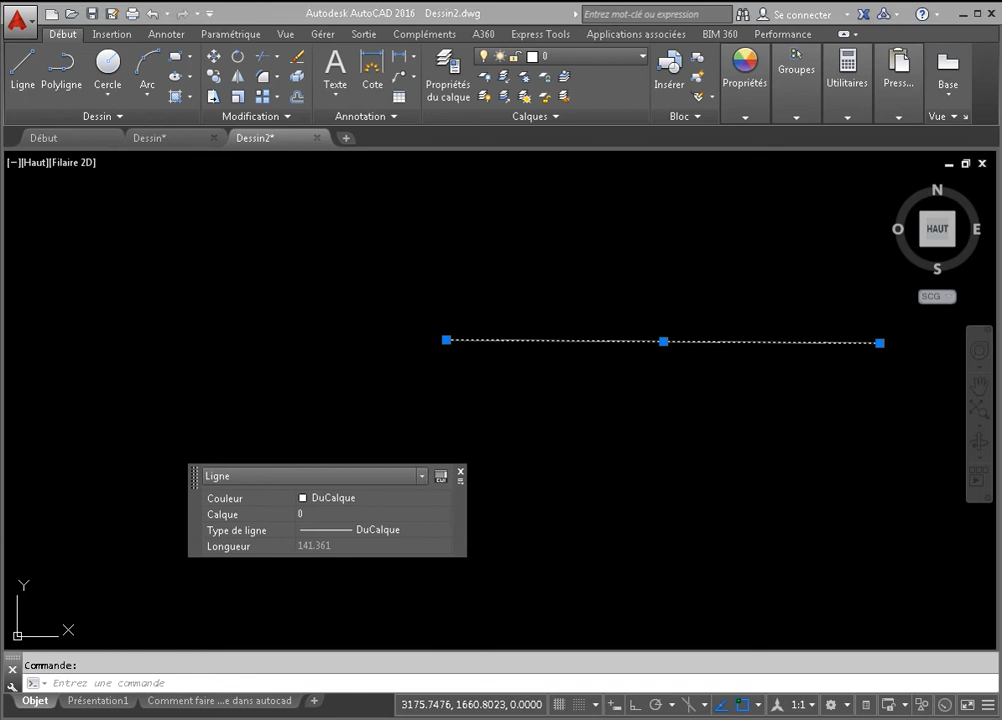 Autodesk AutoCAD 2016 Dessin2.dwg
Entrez mot-clé ou expression
Se connecter
Début Insertion Annoter Paramétrique Vue Gérer Sortie Compléments A360 Express Tools Applications associées BIM 360 Performance
Ligne Polyligne Cercle Arc
Texte Cote
Propriétés du calque
0
Insérer
Propriétés
Groupes
Utilitaires
Press...
Base
Dessin Modification Annotation Calques Bloc Vue
Début Dessin* Dessin2*
[−][Haut][Filaire 2D]
N
O HAUT E
S
SCG
Ligne
Couleur DuCalque
Calque 0
Type de ligne DuCalque
Longueur 141.361
Y
X
Commande:
Entrez une commande
Objet Présentation1 Comment faire ...e dans autocad
3175.7476, 1660.8023, 0.0000
1:1